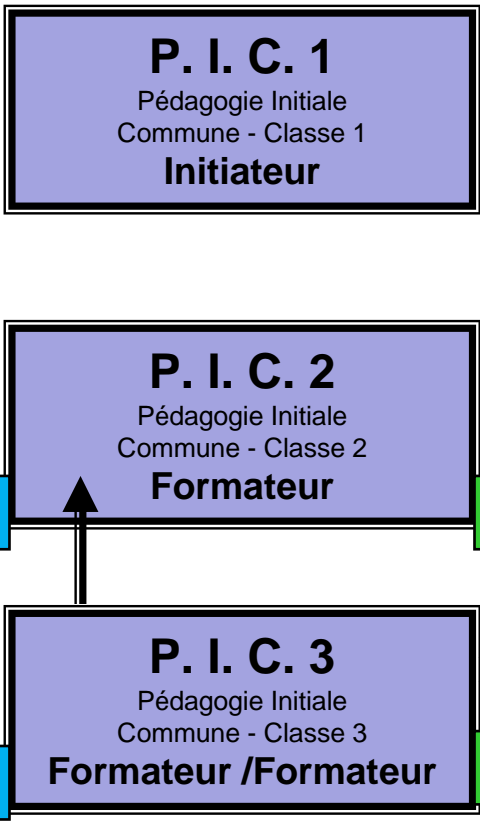 P. I. C. 1
Pédagogie Initiale
Commune - Classe 1
Initiateur
P. I. C. 2
Pédagogie Initiale
Commune - Classe 2
Formateur
P. I. C. 3
Pédagogie Initiale
Commune - Classe 3
Formateur /Formateur